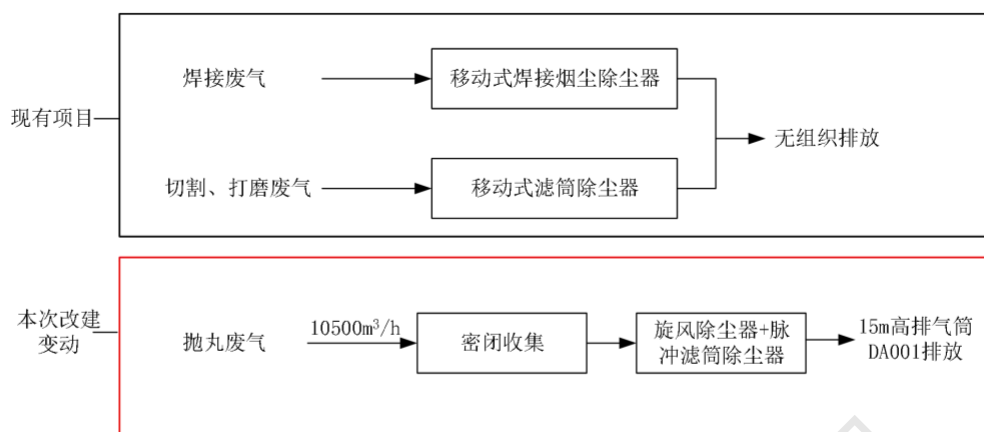 焊接废气
移动式焊接烟尘除尘器
现有项目
无组织排放
切割、打磨废气
移动式滤筒除尘器
本次改建
变动
抛丸废气
10500m³/h
密闭收集
旋风除尘器+脉
冲滤筒除尘器
15m高排气筒
DA001排放